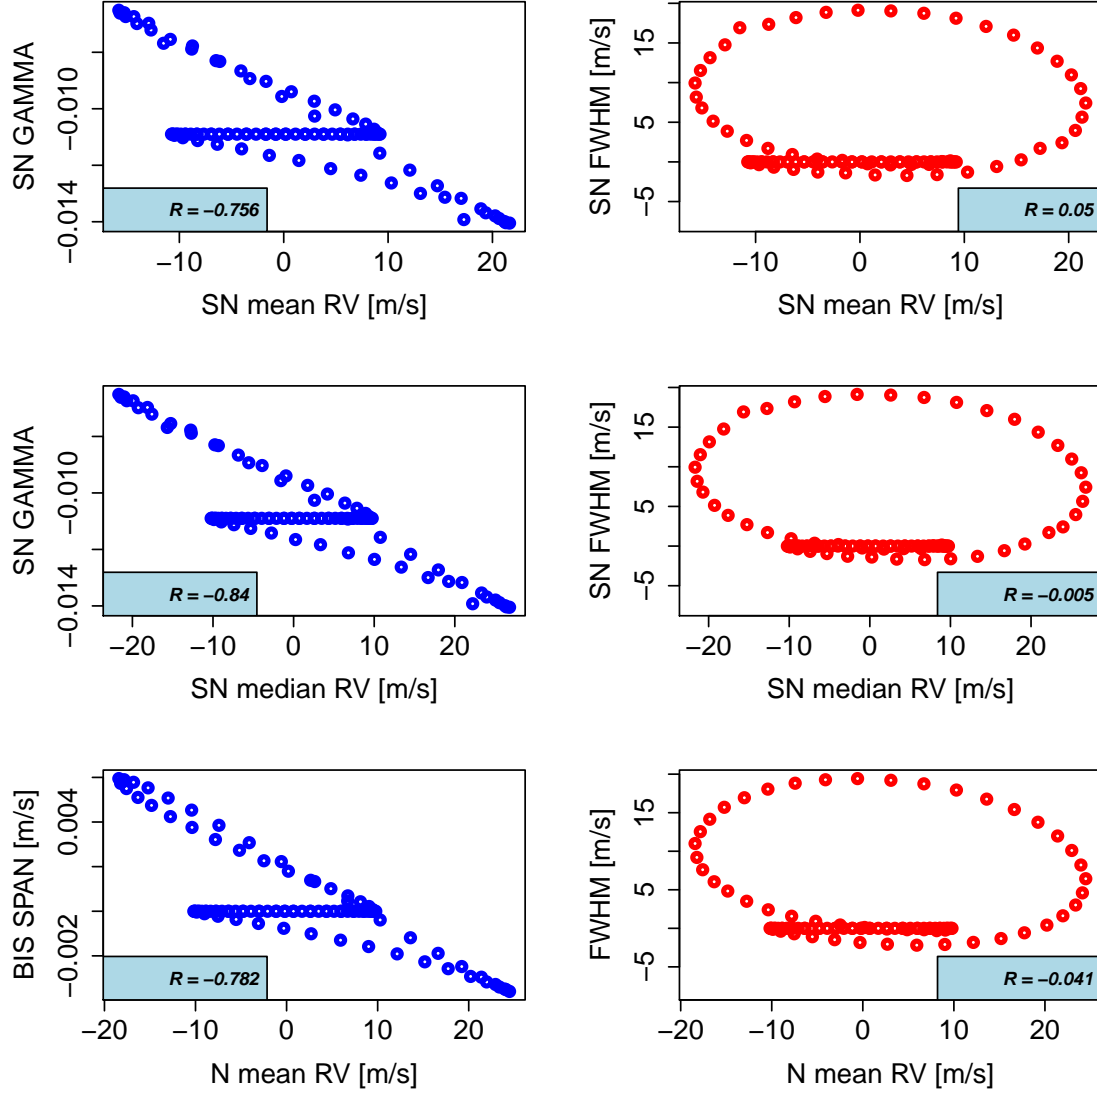 SN GAMMA
−0.014 −0.010
R = −0.756
−10 0 10 20
SN mean RV [m/s]
SN FWHM [m/s]
−5 5 15
R = 0.05
−10 0 10 20
SN mean RV [m/s]
SN GAMMA
−0.014 −0.010
R = −0.84
−20 −10 0 10 20
SN median RV [m/s]
SN FWHM [m/s]
−5 5 15
R = −0.005
−20 −10 0 10 20
SN median RV [m/s]
BIS SPAN [m/s]
−0.002 0.004
R = −0.782
−20 −10 0 10 20
N mean RV [m/s]
FWHM [m/s]
−5 5 15
R = −0.041
−20 −10 0 10 20
N mean RV [m/s]